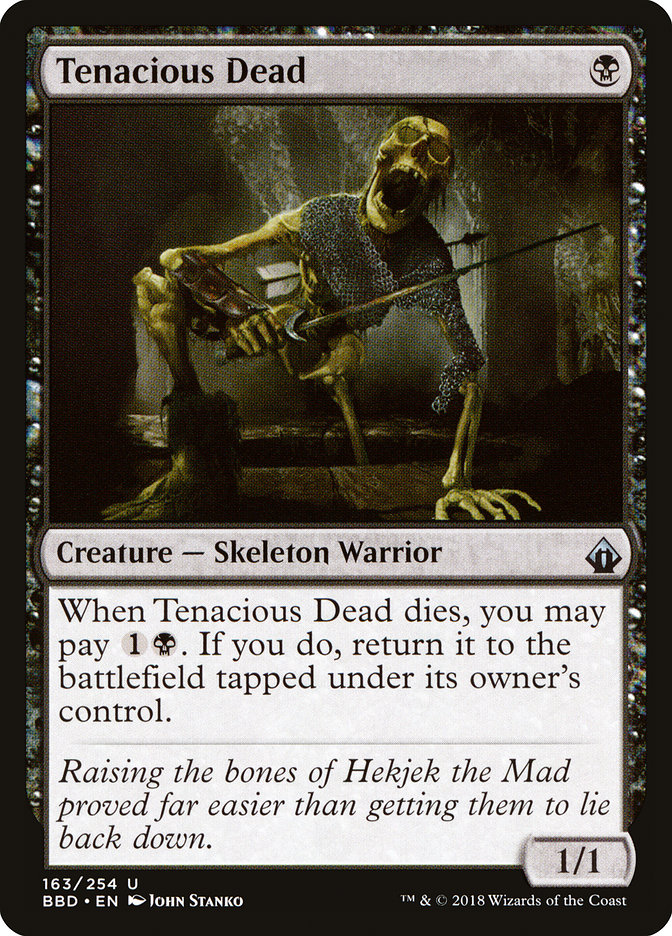 Tenacious Dead
Creature — Skeleton Warrior
When Tenacious Dead dies, you may
pay 1. If you do, return it to the
battlefield tapped under its owner's
control.
Raising the bones of Hekjek the Mad
proved far easier than getting them to lie
back down.
1/1
163/254 U
BBD • EN John Stanko
™ & © 2018 Wizards of the Coast